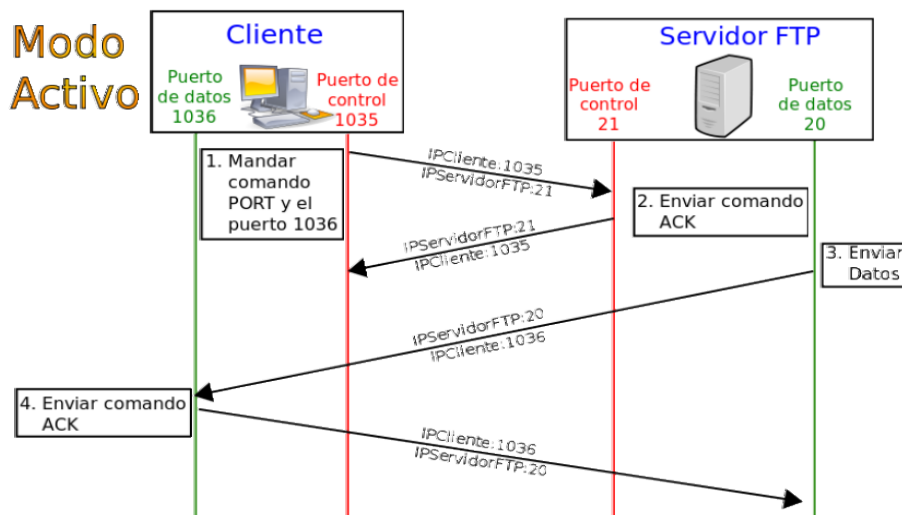 Modo
Activo
Cliente
Puerto
de datos
1036
Puerto de
control
1035
Servidor FTP
Puerto de
control
21
Puerto
de datos
20
1. Mandar
comando
PORT y el
puerto 1036
IPCliente:1035
IPServidorFTP:21
2. Enviar comando
ACK
IPServidorFTP:21
IPCliente:1035
3. Enviar
Datos
IPServidorFTP:20
IPCliente:1036
4. Enviar comando
ACK
IPCliente:1036
IPServidorFTP:20